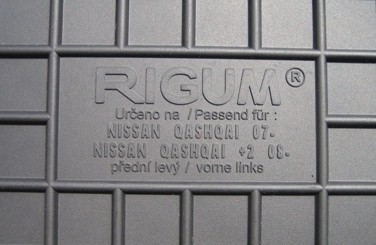 RIGUM®
Určeno na / Passend für :
NISSAN QASHQAI 07-
NISSAN QASHQAI +2 08-
přední levý / vorne links :